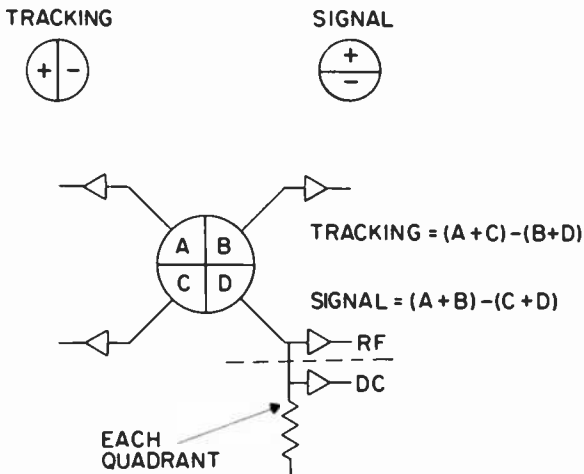 TRACKING
SIGNAL
+ -
+
-
A B
C D
TRACKING = (A+C)-(B+D)
SIGNAL = (A+B)-(C+D)
RF
DC
EACH
QUADRANT